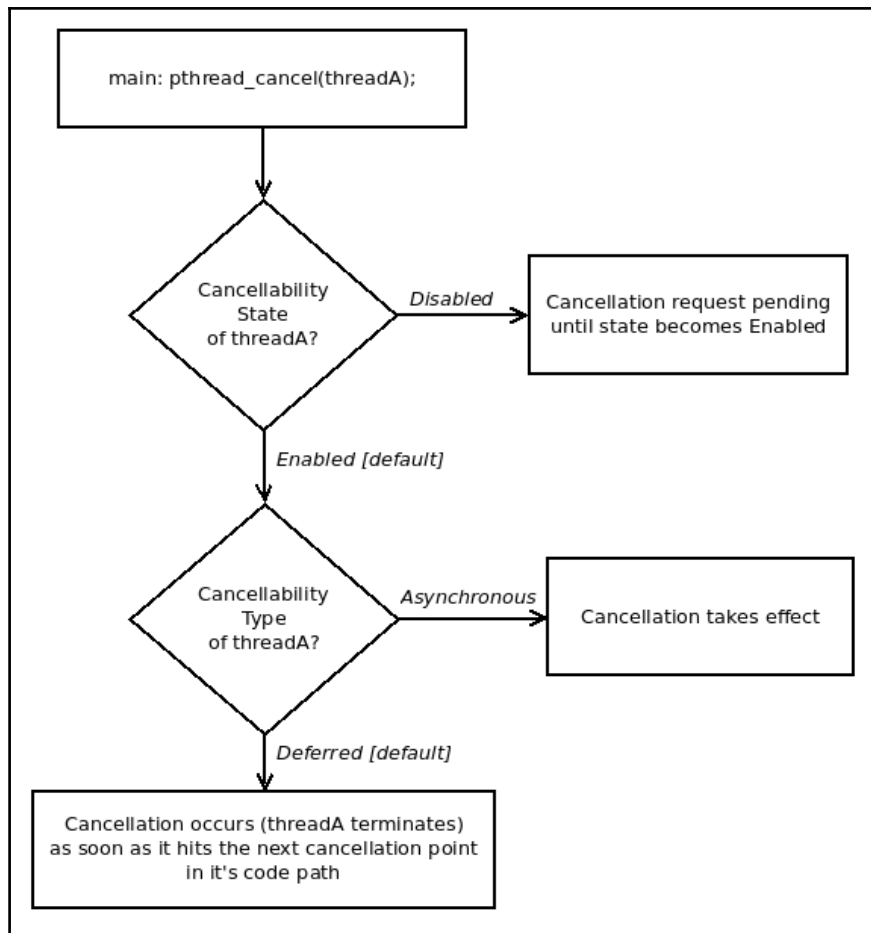 main: pthread_cancel(threadA);
Cancellability
State
of threadA?
Disabled
Cancellation request pending
until state becomes Enabled
Enabled [default]
Cancellability
Type
of threadA?
Asynchronous
Cancellation takes effect
Deferred [default]
Cancellation occurs (threadA terminates)
as soon as it hits the next cancellation point
in it's code path